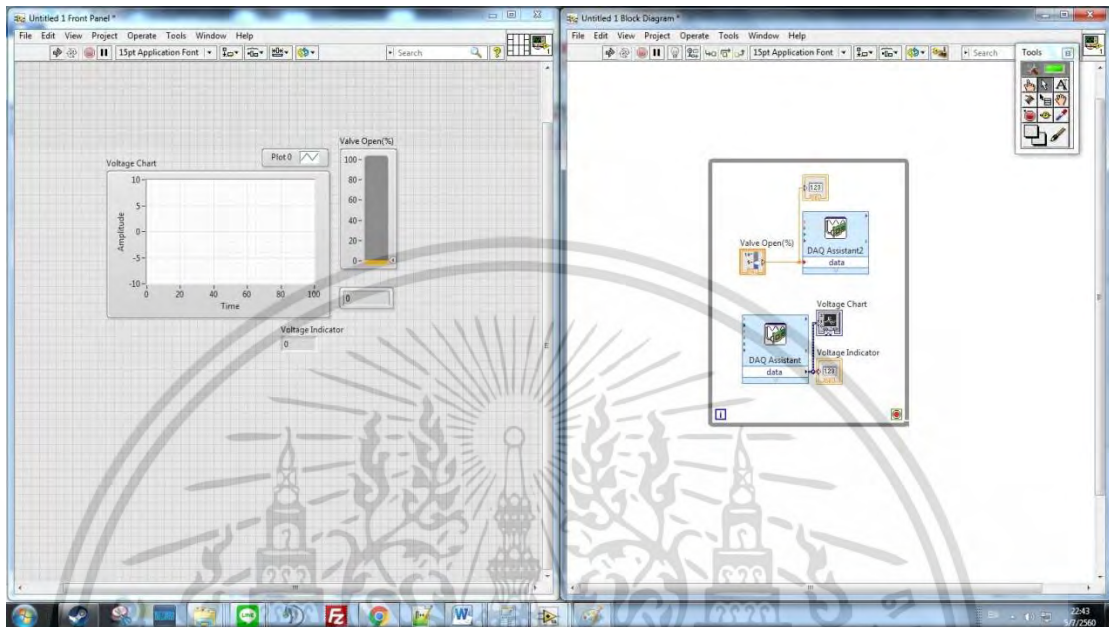 Untitled 1 Front Panel *
File Edit View Project Operate Tools Window Help
15pt Application Font
Search
Valve Open(%)
100
80
60
40
20
0
0
Voltage Chart
Plot 0
10
5
0
-5
-10
Amplitude
0 20 40 60 80 100
Time
Voltage Indicator
0
Untitled 1 Block Diagram *
File Edit View Project Operate Tools Window Help
15pt Application Font
Search
Tools
123
Valve Open(%)
DAQ Assistant2
data
Voltage Chart
DAQ Assistant
data
Voltage Indicator
123
i
22:43
5/7/2560